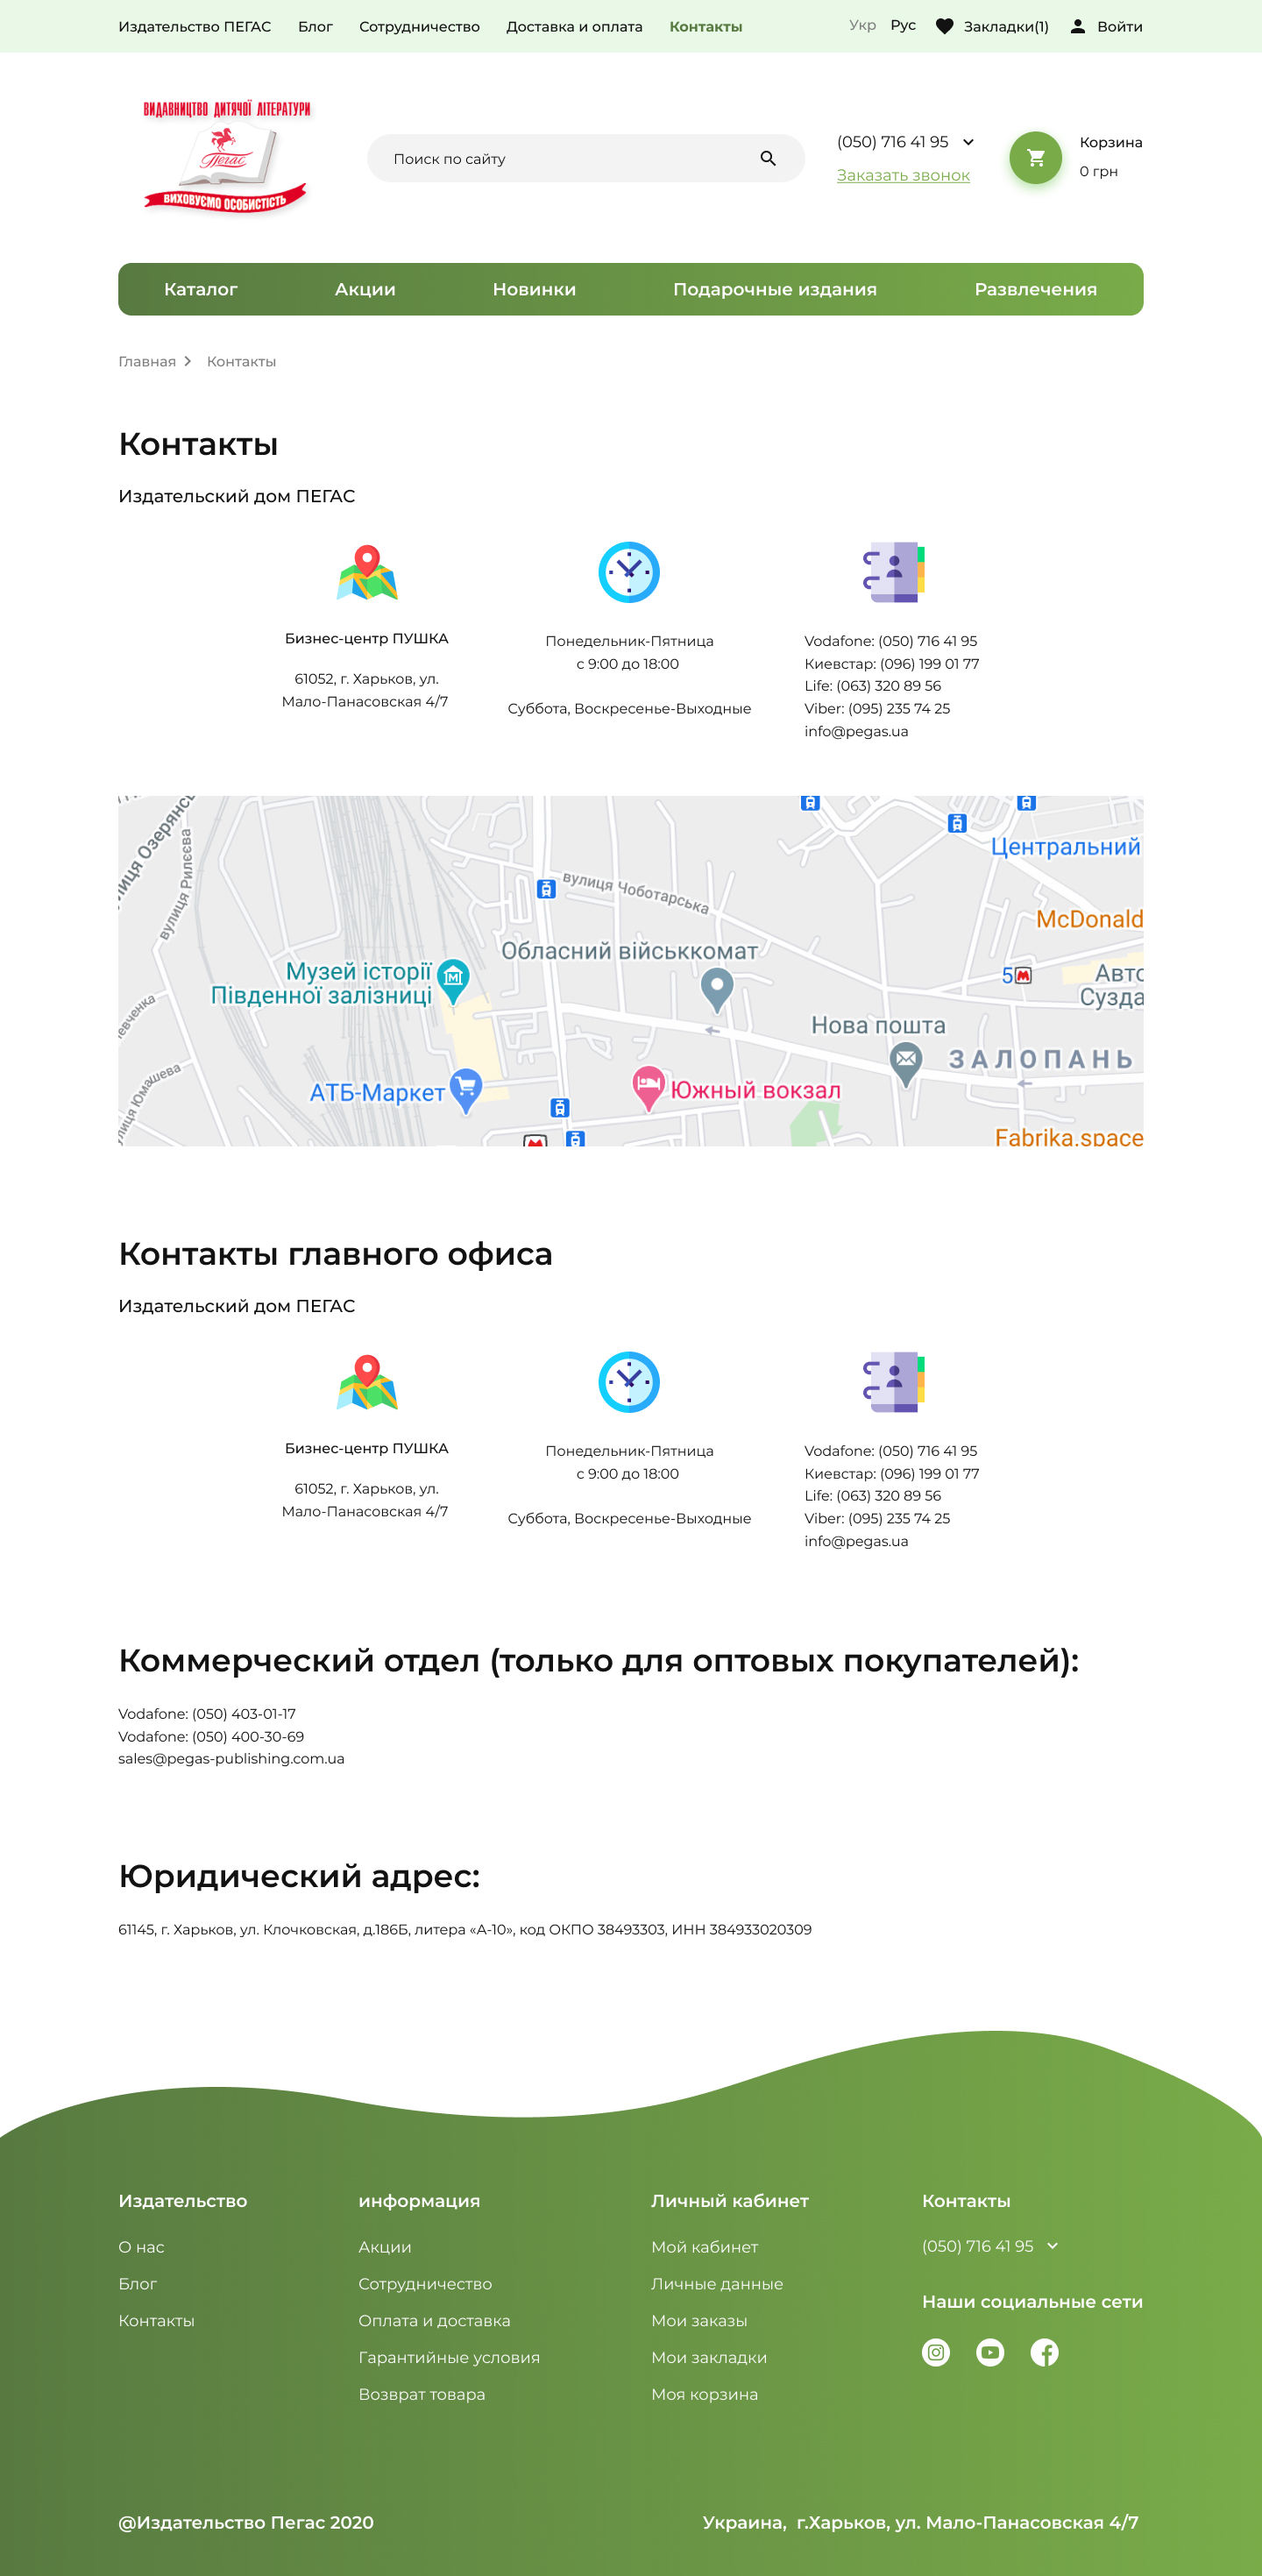 Издательство ПЕГАС Блог Сотрудничество Доставка и оплата Контакты Укр Рус Закладки(1) Войти
ВИДАВНИЦТВО ДИТЯЧОЇ ЛІТЕРАТУРИ
Пегас
ВИХОВУЄМО ОСОБИСТІСТЬ
Поиск по сайту
(050) 716 41 95
Заказать звонок
Корзина
0 грн
Каталог Акции Новинки Подарочные издания Развлечения
Главная Контакты
Контакты
Издательский дом ПЕГАС
Бизнес-центр ПУШКА
61052, г. Харьков, ул.
Мало-Панасовская 4/7
Понедельник-Пятница
с 9:00 до 18:00
Суббота, Воскресенье-Выходные
Vodafone: (050) 716 41 95
Киевстар: (096) 199 01 77
Life: (063) 320 89 56
Viber: (095) 235 74 25
info@pegas.ua
иця Озерянсь
вулиця Рилєєва
Центральний
вулиця Чоботарська
McDonald
Обласний військкомат
Музей історії
Південної залізниці
5
Авто
Сузда
евченка
Нова пошта
ЗАЛОПАНЬ
улиця Юмашева
АТБ-Маркет
Южный вокзал
Fabrika.space
Контакты главного офиса
Издательский дом ПЕГАС
Бизнес-центр ПУШКА
61052, г. Харьков, ул.
Мало-Панасовская 4/7
Понедельник-Пятница
с 9:00 до 18:00
Суббота, Воскресенье-Выходные
Vodafone: (050) 716 41 95
Киевстар: (096) 199 01 77
Life: (063) 320 89 56
Viber: (095) 235 74 25
info@pegas.ua
Коммерческий отдел (только для оптовых покупателей):
Vodafone: (050) 403-01-17
Vodafone: (050) 400-30-69
sales@pegas-publishing.com.ua
Юридический адрес:
61145, г. Харьков, ул. Клочковская, д.186Б, литера «А-10», код ОКПО 38493303, ИНН 384933020309
Издательство
О нас
Блог
Контакты
информация
Акции
Сотрудничество
Оплата и доставка
Гарантийные условия
Возврат товара
Личный кабинет
Мой кабинет
Личные данные
Мои заказы
Мои закладки
Моя корзина
Контакты
(050) 716 41 95
Наши социальные сети
@Издательство Пегас 2020
Украина, г.Харьков, ул. Мало-Панасовская 4/7